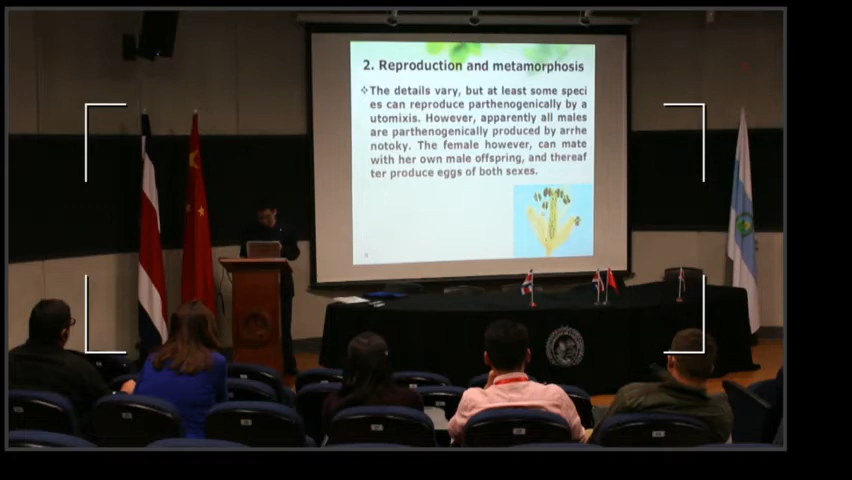 2. Reproduction and metamorphosis
❖The details vary, but at least some speci
es can reproduce parthenogenically by a
utomixis. However, apparently all males
are parthenogenically produced by arrhe
notoky. The female however, can mate
with her own male offspring, and thereaf
ter produce eggs of both sexes.